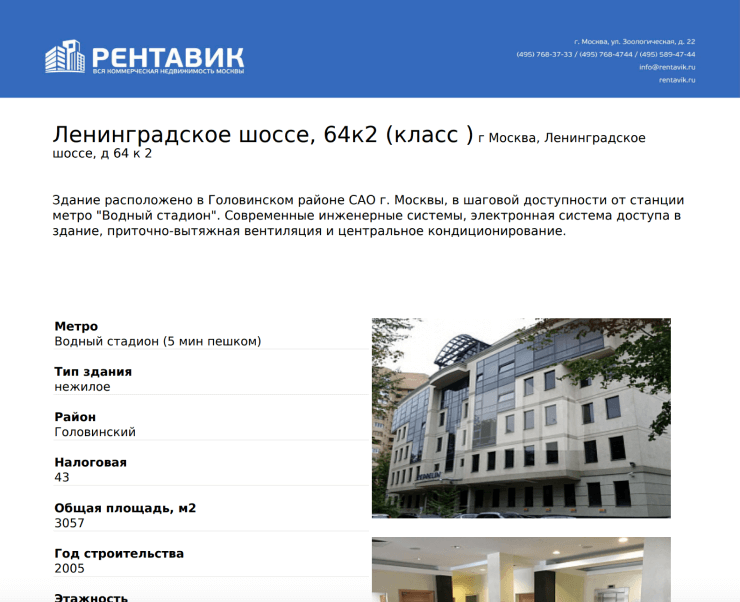 РЕНТАВИК
ВСЯ КОММЕРЧЕСКАЯ НЕДВИЖИМОСТЬ МОСКВЫ
г. Москва, ул. Зоологическая, д. 22
(495) 768-37-33 / (495) 768-4744 / (495) 589-47-44
info@rentavik.ru
rentavik.ru
Ленинградское шоссе, 64к2 (класс ) г Москва, Ленинградское
шоссе, д 64 к 2
Здание расположено в Головинском районе САО г. Москвы, в шаговой доступности от станции
метро "Водный стадион". Современные инженерные системы, электронная система доступа в
здание, приточно-вытяжная вентиляция и центральное кондиционирование.
Метро
Водный стадион (5 мин пешком)
Тип здания
нежилое
Район
Головинский
Налоговая
43
Общая площадь, м2
3057
Год строительства
2005
Этажность